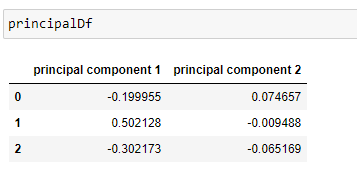 principalDf
principal component 1 principal component 2
0 -0.199955 0.074657
1 0.502128 -0.009488
2 -0.302173 -0.065169